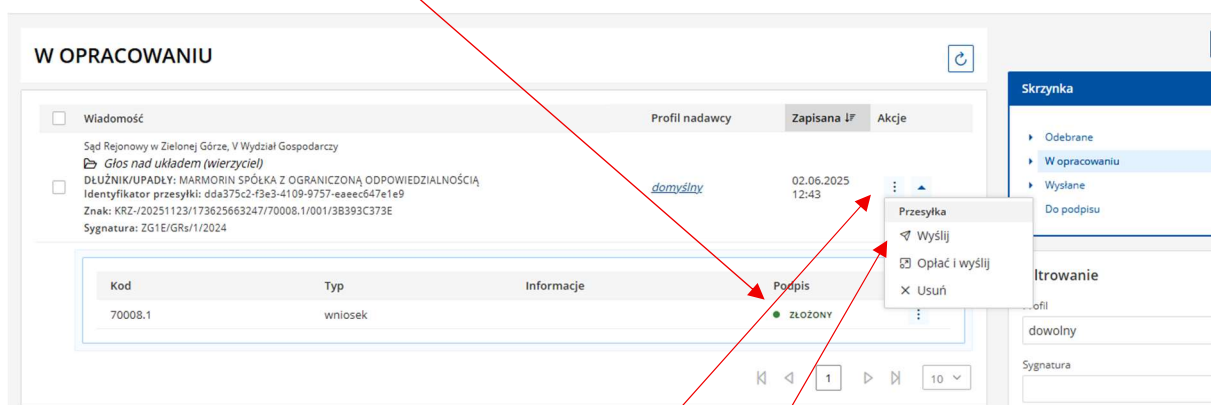 W OPRACOWANIU
Wiadomość Profil nadawcy Zapisana Akcje
Sąd Rejonowy w Zielonej Górze, V Wydział Gospodarczy
Głos nad układem (wierzyciel)
DŁUŻNIK/UPADŁY: MARMORIN SPÓŁKA Z OGRANICZONĄ ODPOWIEDZIALNOŚCIĄ
Identyfikator przesyłki: dda375c2-f3e3-4109-9757-eaeec647e1e9
Znak: KRZ-/20251123/173625663247/70008.1/001/3B393C373E
Sygnatura: ZG1E/GRs/1/2024
domyślny
02.06.2025
12:43
Przesyłka
Wyślij
Opłać i wyślij
Usuń
Kod Typ Informacje Podpis
70008.1 wniosek ZŁOŻONY
1
10
Skrzynka
Odebrane
W opracowaniu
Wysłane
Do podpisu
ltrowanie
ofil
dowolny
Sygnatura